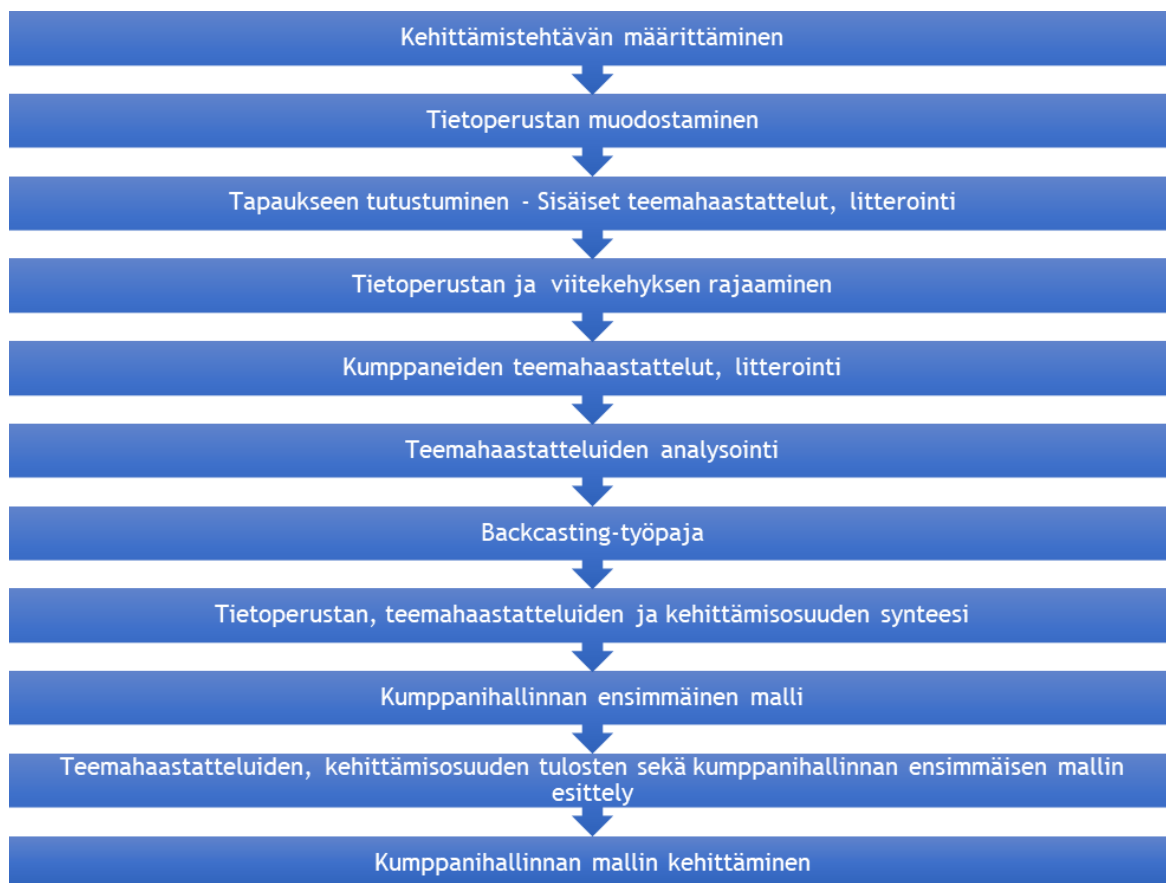 Kehittämistehtävän määrittäminen
Tietoperustan muodostaminen
Tapaukseen tutustuminen - Sisäiset teemahaastattelut, litterointi
Tietoperustan ja viitekehyksen rajaaminen
Kumppaneiden teemahaastattelut, litterointi
Teemahaastatteluiden analysointi
Backcasting-työpaja
Tietoperustan, teemahaastatteluiden ja kehittämisosuuden synteesi
Kumppanihallinnan ensimmäinen malli
Teemahaastatteluiden, kehittämisosuuden tulosten sekä kumppanihallinnan ensimmäisen mallin
esittely
Kumppanihallinnan mallin kehittäminen